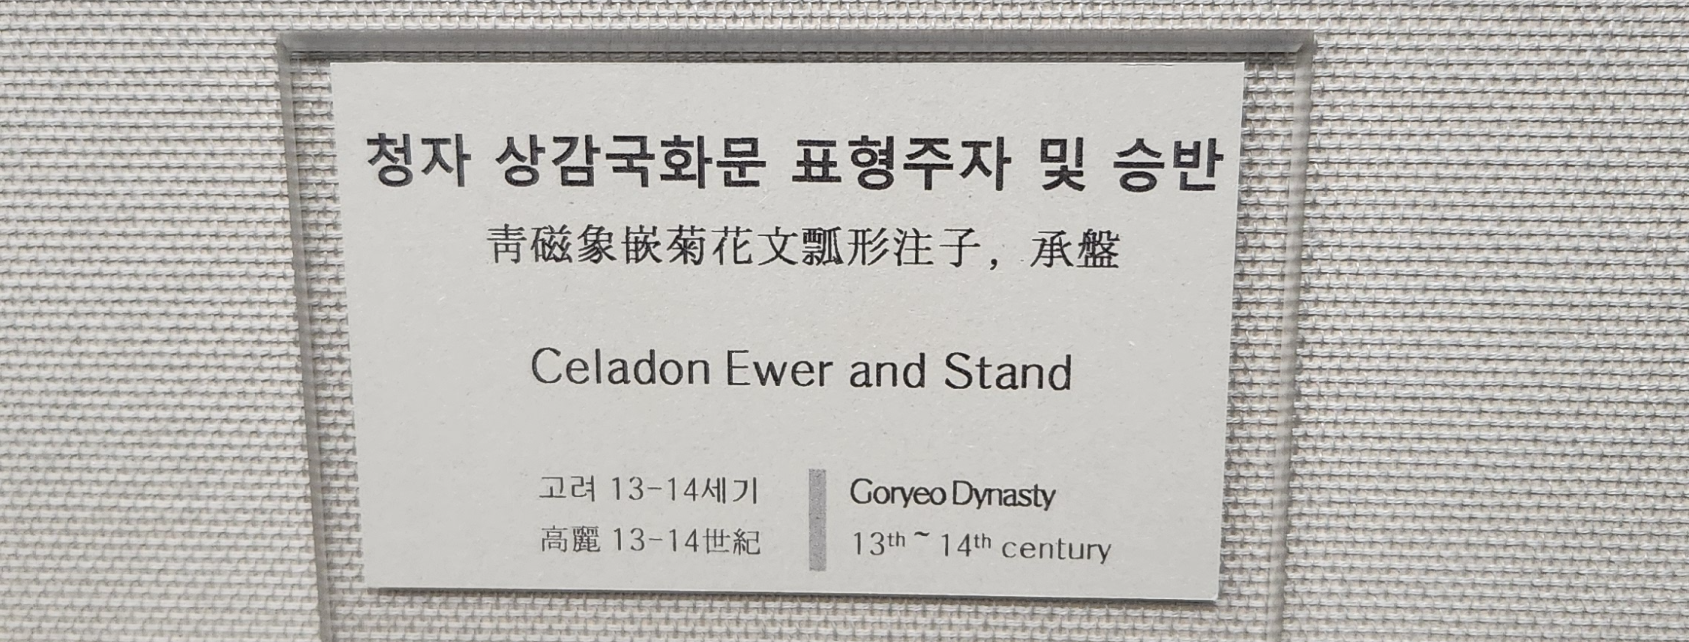 청자 상감국화문 표형주자 및 승반
靑磁象嵌菊花文瓢形注子, 承盤
Celadon Ewer and Stand
고려 13-14세기
高麗 13-14世紀
Goryeo Dynasty
13th ~ 14th century